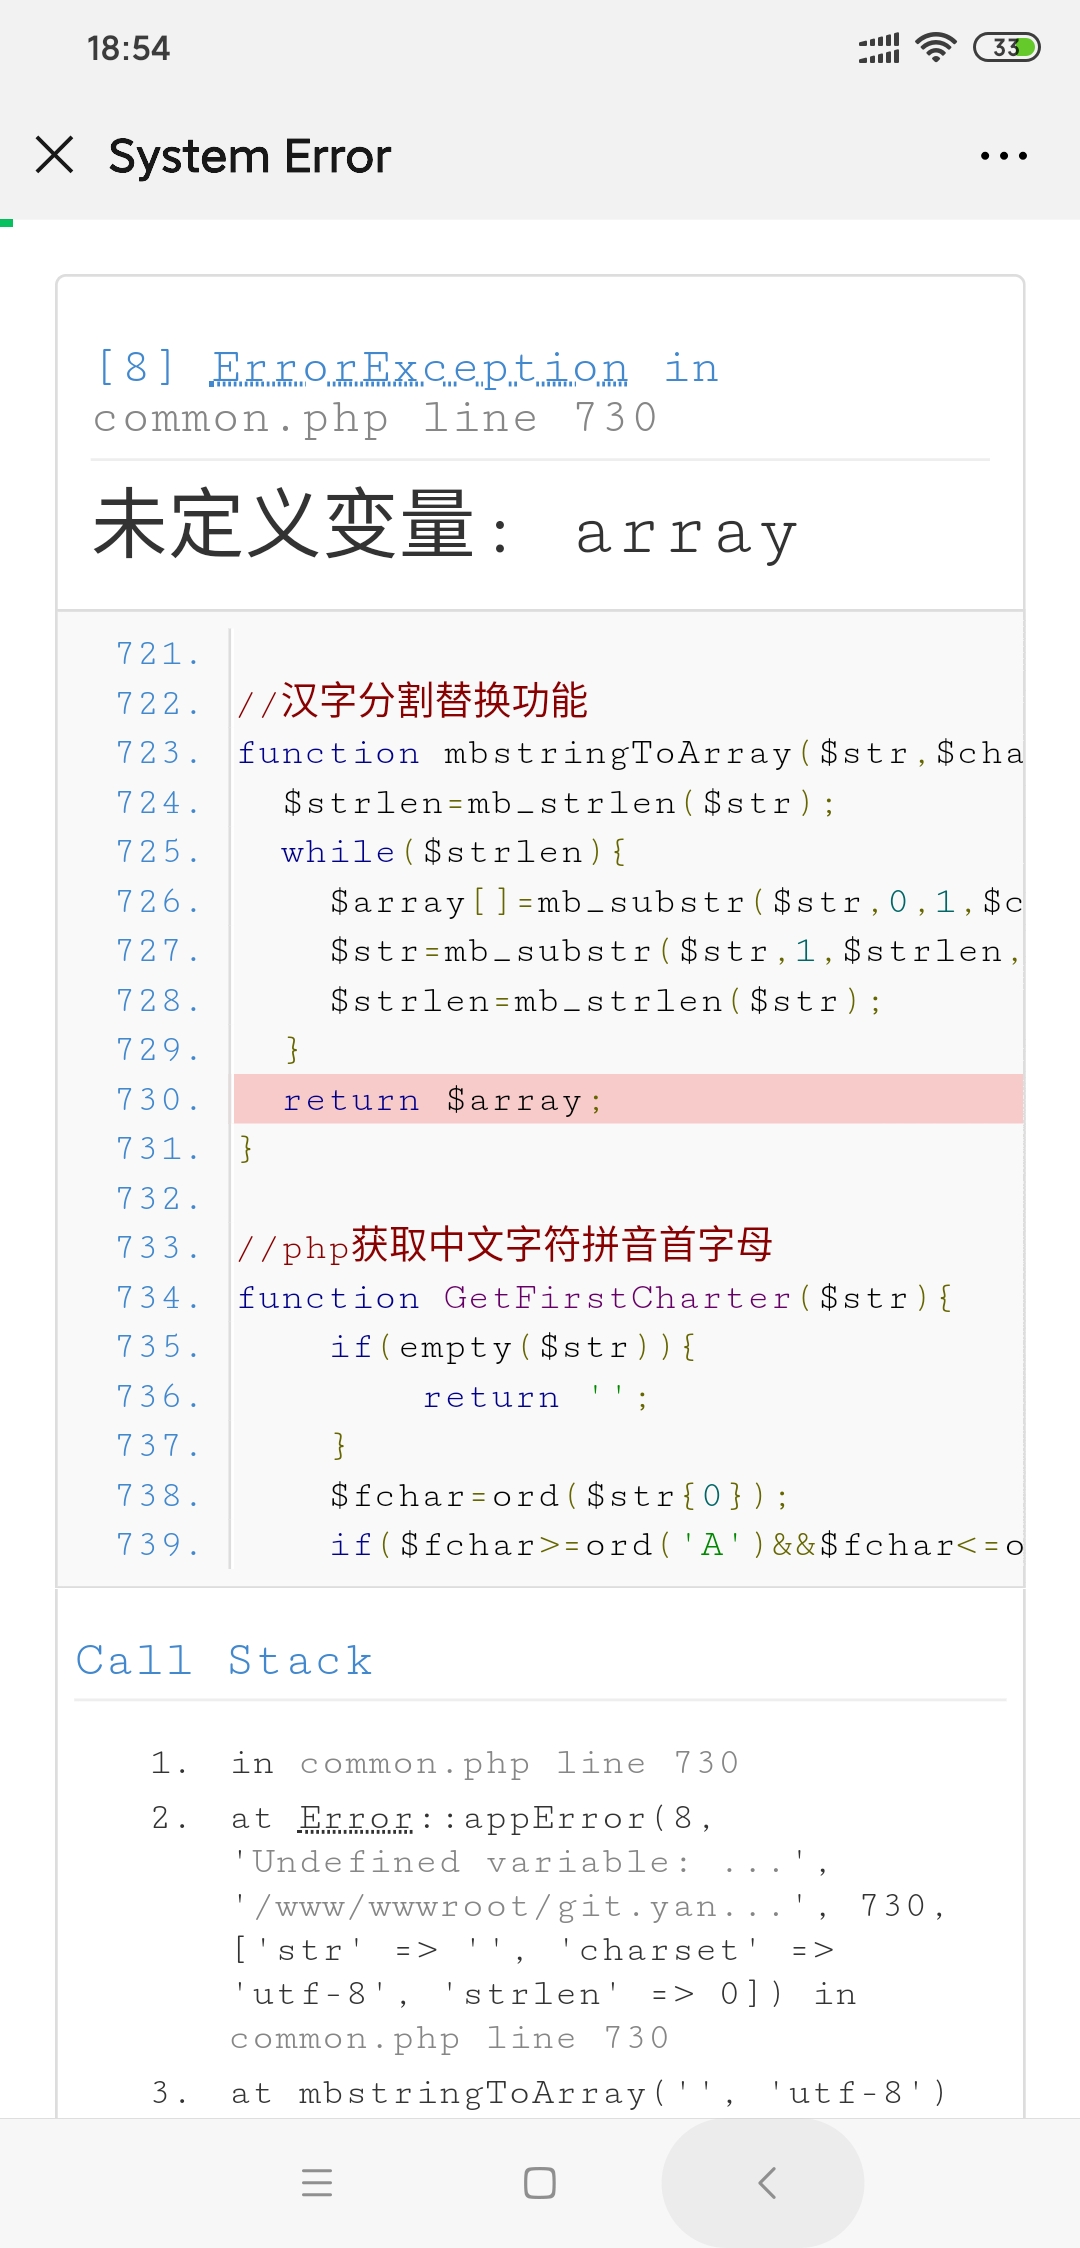 18:54
33
System Error
[8] ErrorException in
common.php line 730
未定义变量: array
721.
722. //汉字分割替换功能
723. function mbstringToArray($str,$cha
724. $strlen=mb_strlen($str);
725. while($strlen){
726. $array[]=mb_substr($str,0,1,$c
727. $str=mb_substr($str,1,$strlen,
728. $strlen=mb_strlen($str);
729. }
730. return $array;
731. }
732.
733. //php获取中文字符拼音首字母
734. function GetFirstCharter($str){
735. if(empty($str)){
736. return '';
737. }
738. $fchar=ord($str{0});
739. if($fchar>=ord('A')&&$fchar<=o
Call Stack
1. in common.php line 730
2. at Error::appError(8,
'Undefined variable: ...',
'/www/wwwroot/git.yan...', 730,
['str' => '', 'charset' =>
'utf-8', 'strlen' => 0]) in
common.php line 730
3. at mbstringToArray('', 'utf-8')